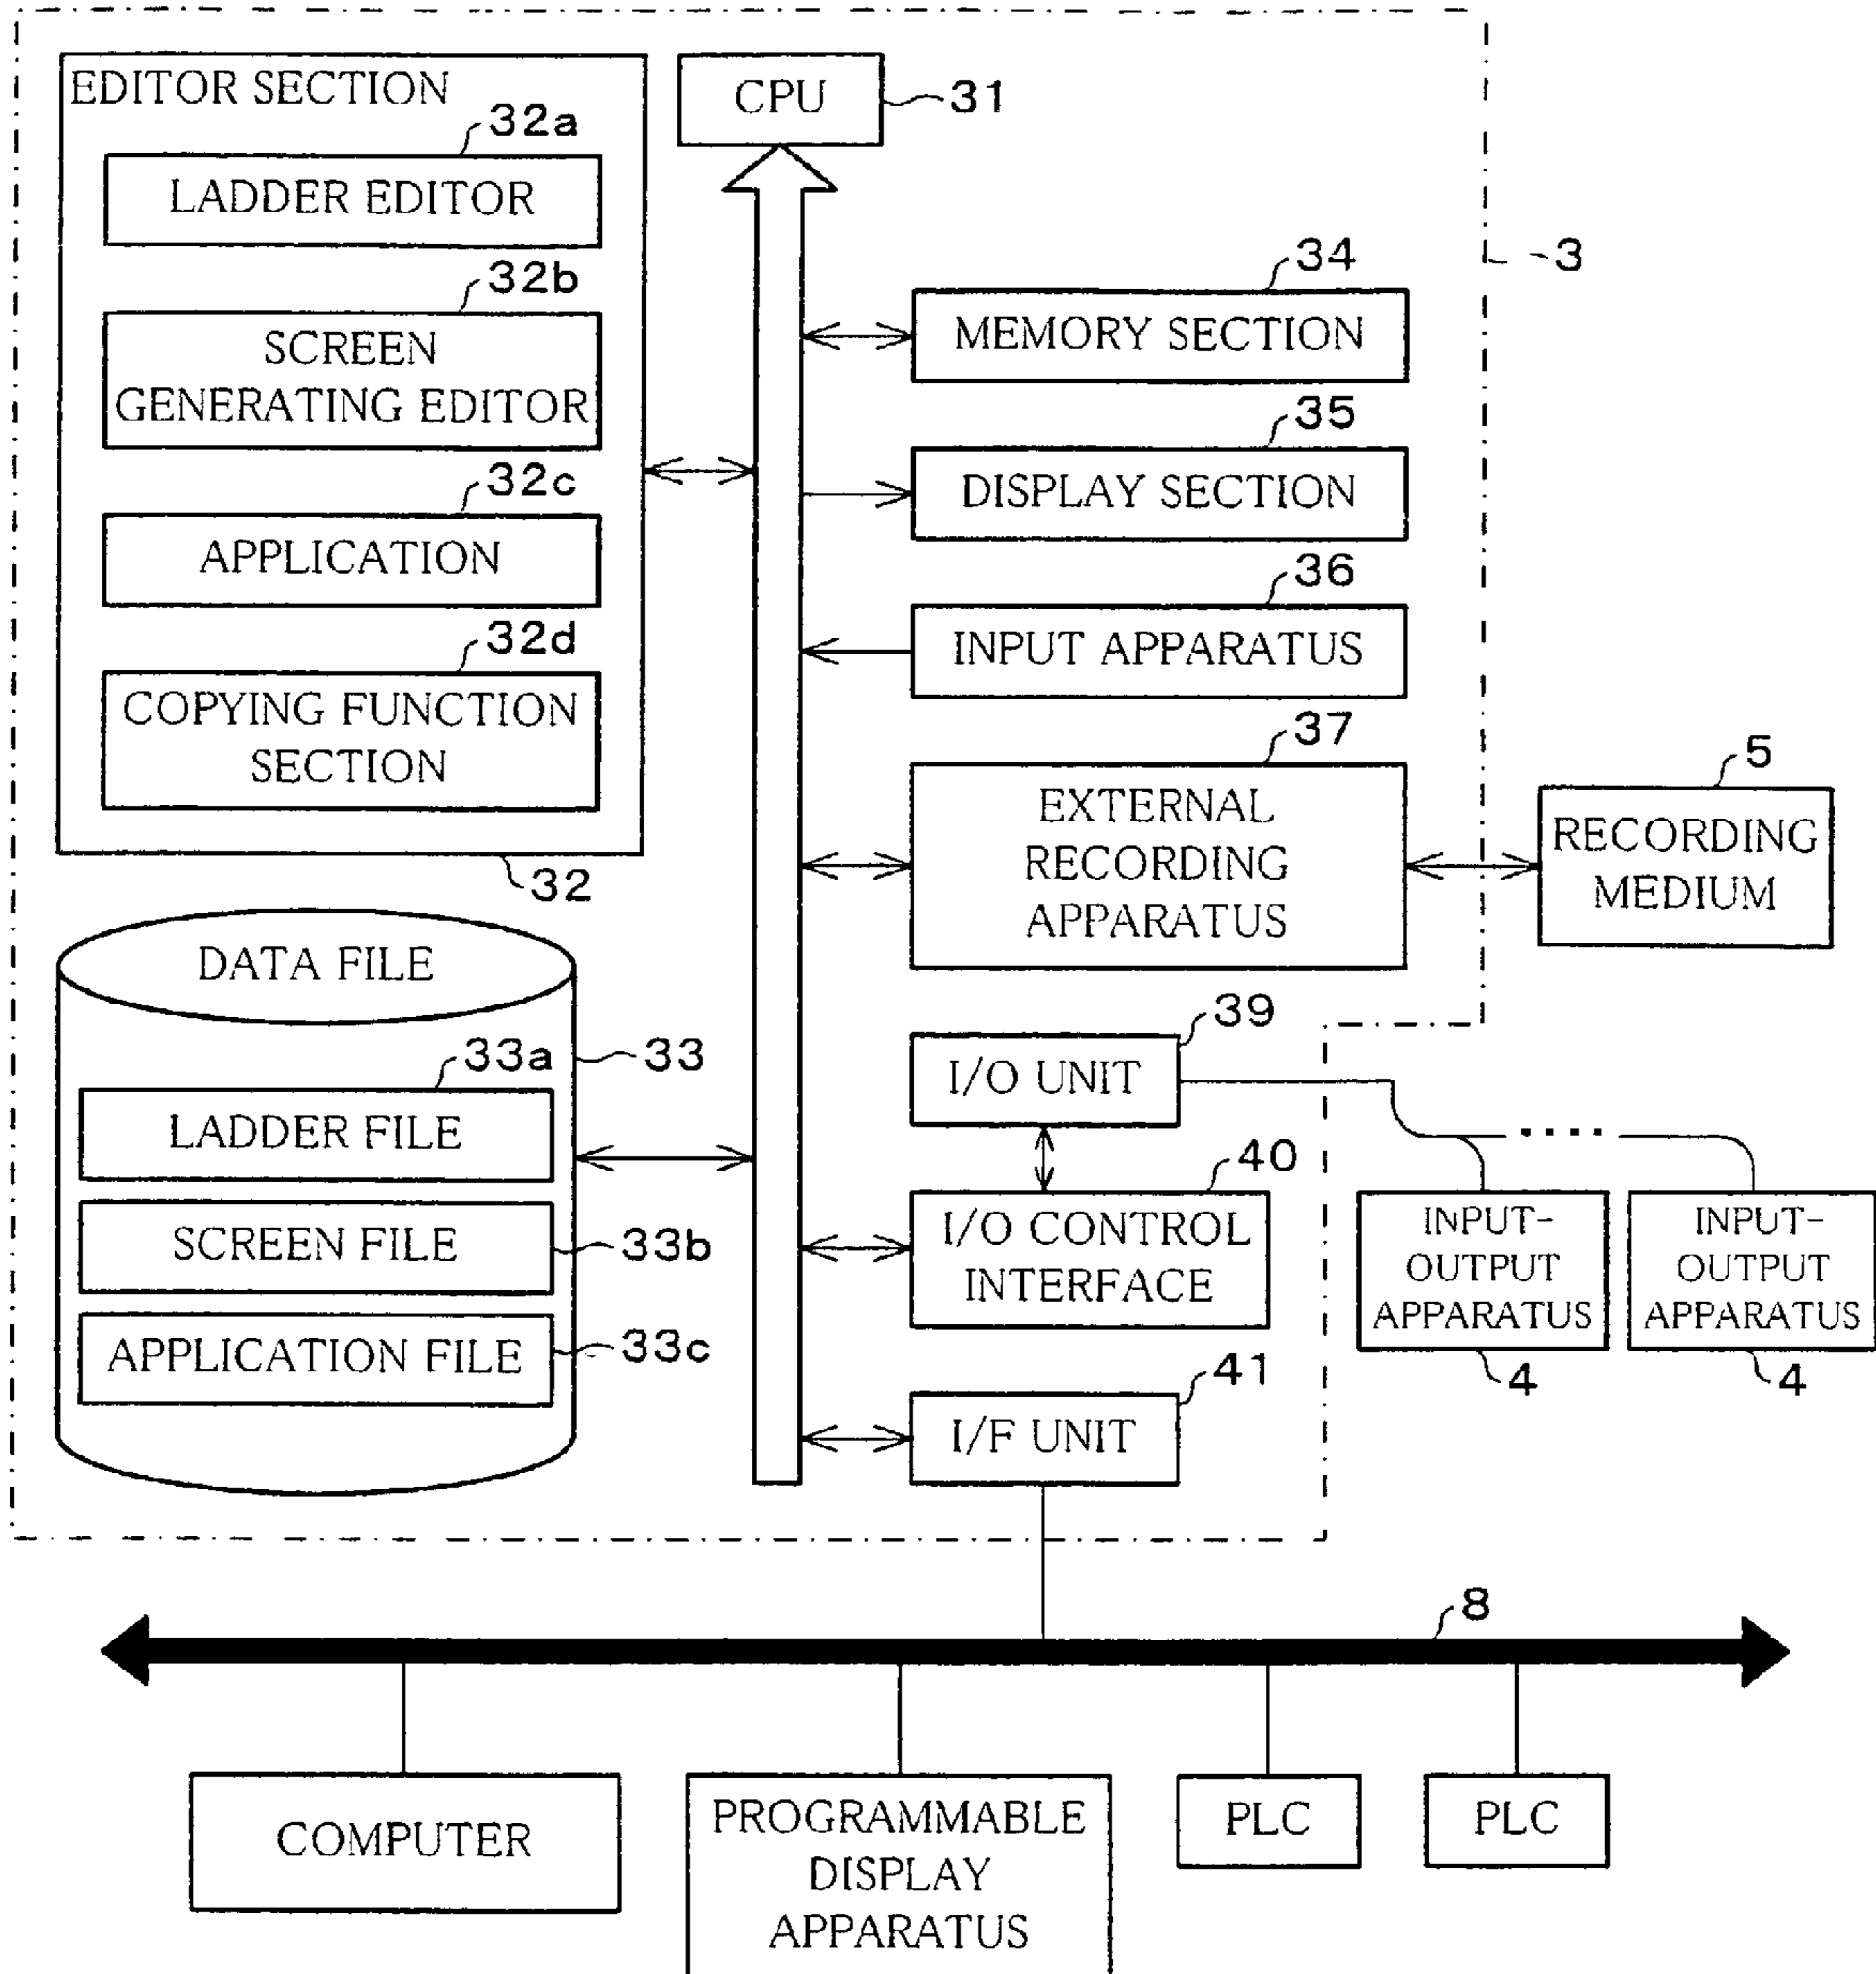 EDITOR SECTION
32a
LADDER EDITOR
32b
SCREEN
GENERATING EDITOR
32c
APPLICATION
32d
COPYING FUNCTION
SECTION
32
CPU
31
3
34
MEMORY SECTION
35
DISPLAY SECTION
36
INPUT APPARATUS
37
EXTERNAL
RECORDING
APPARATUS
5
RECORDING
MEDIUM
DATA FILE
33
33a
LADDER FILE
SCREEN FILE
33b
APPLICATION FILE
33c
39
I/O UNIT
40
I/O CONTROL
INTERFACE
41
I/F UNIT
INPUT-
OUTPUT
APPARATUS
4
INPUT-
OUTPUT
APPARATUS
4
8
COMPUTER
PROGRAMMABLE
DISPLAY
APPARATUS
PLC
PLC